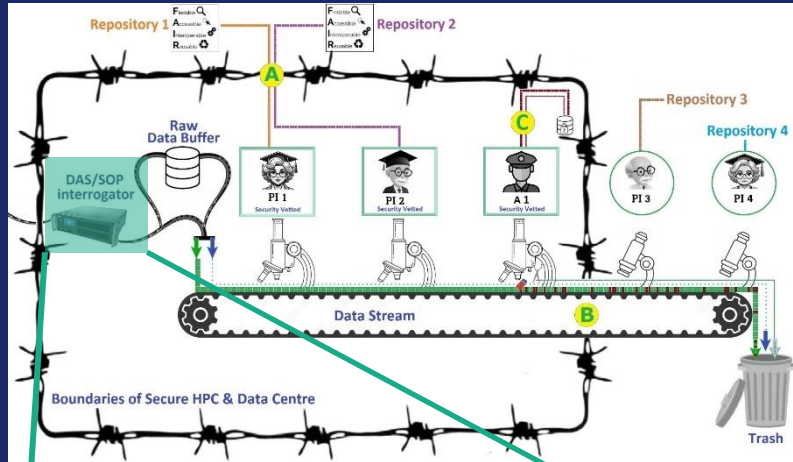 Repository 1
Findable
Accessible
Interoperable
Reusable
Findable
Accessible
Interoperable
Reusable
Repository 2
A
C
Raw
Data Buffer
DAS/SOP
interrogator
PI 1
Security Vetted
PI 2
Security Vetted
A 1
Security Vetted
Repository 3
Repository 4
PI 3
PI 4
Data Stream
B
Boundaries of Secure HPC & Data Centre
Trash